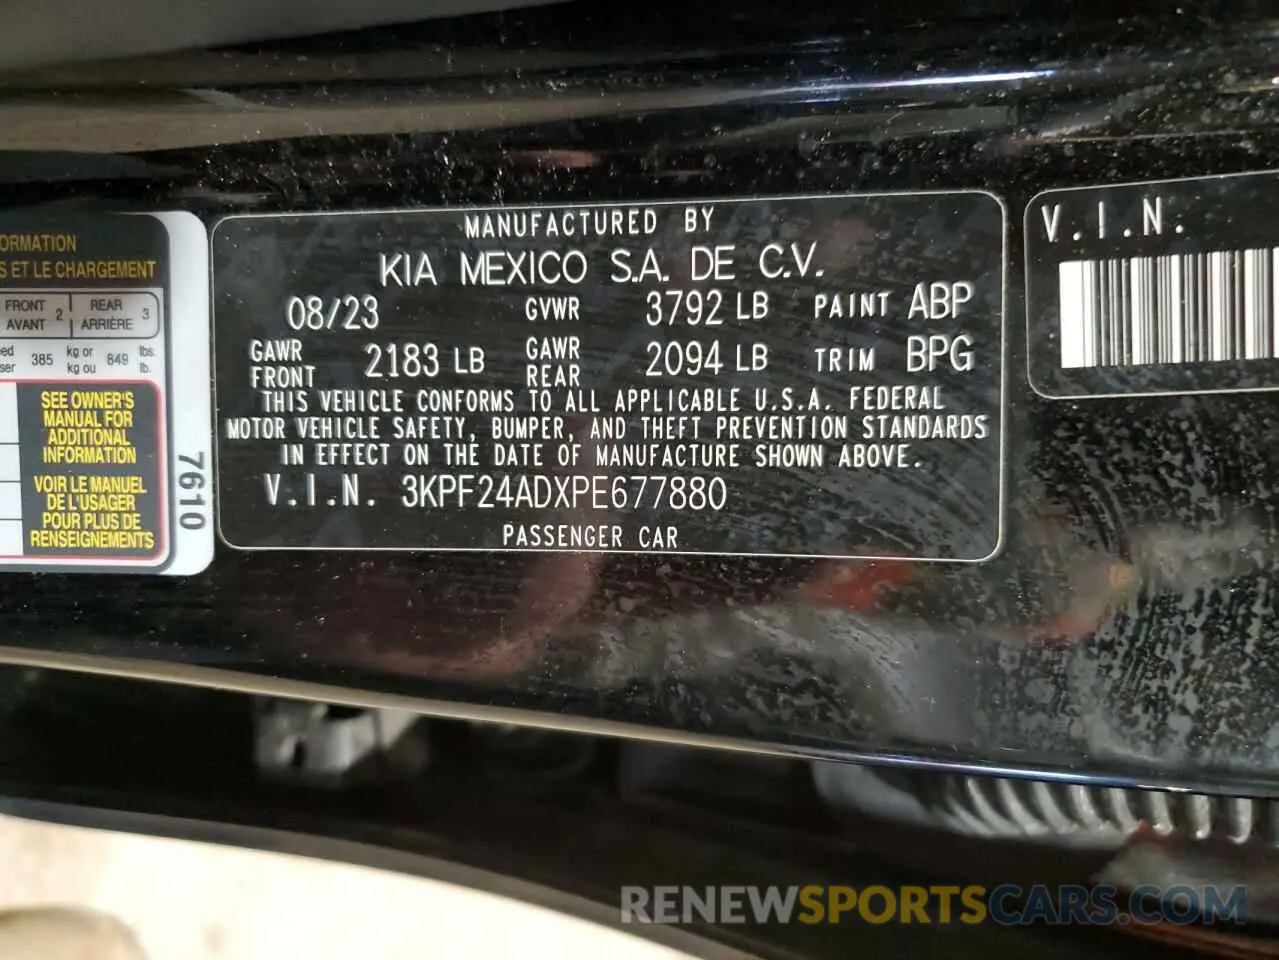 ORMATION
S ET LE CHARGEMENT
FRONT 2 REAR 3
AVANT ARRIÈRE
385 kg or 849 lbs.
kg ou lb.
SEE OWNER'S
MANUAL FOR
ADDITIONAL
INFORMATION
VOIR LE MANUEL
DE L'USAGER
POUR PLUS DE
RENSEIGNEMENTS
7610
MANUFACTURED BY
KIA MEXICO S.A. DE C.V.
08/23 GVWR 3792 LB PAINT ABP
GAWR FRONT 2183 LB GAWR REAR 2094 LB TRIM BPG
THIS VEHICLE CONFORMS TO ALL APPLICABLE U.S.A. FEDERAL
MOTOR VEHICLE SAFETY, BUMPER, AND THEFT PREVENTION STANDARDS
IN EFFECT ON THE DATE OF MANUFACTURE SHOWN ABOVE.
V.I.N. 3KPF24ADXPE677880
PASSENGER CAR
V.I.N.
RENEWSPORTSCARS.COM